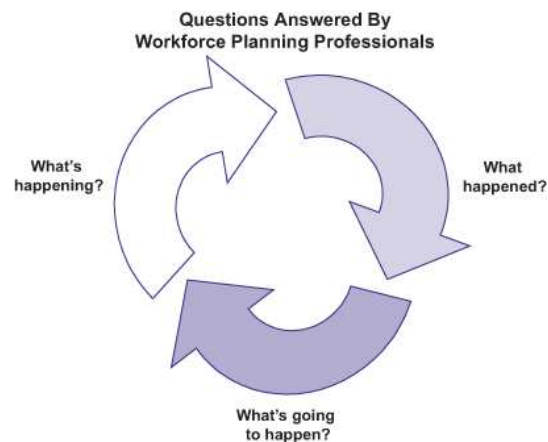 Questions Answered By
Workforce Planning Professionals
What's
happening?
What
happened?
What's going
to happen?